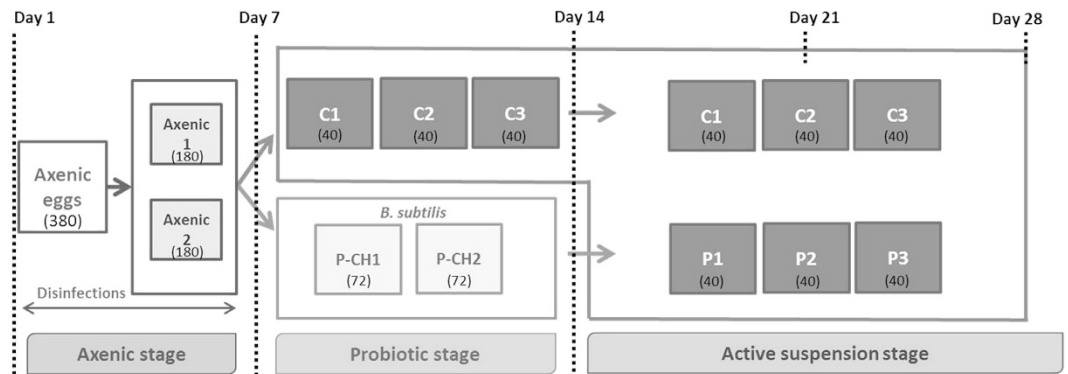 Day 1
Day 7
Day 14
Day 21
Day 28
Axenic
eggs
(380)
Axenic
1
(180)
Axenic
2
(180)
Disinfections
C1
(40)
C2
(40)
C3
(40)
B. subtilis
P-CH1
(72)
P-CH2
(72)
C1
(40)
C2
(40)
C3
(40)
P1
(40)
P2
(40)
P3
(40)
Axenic stage
Probiotic stage
Active suspension stage